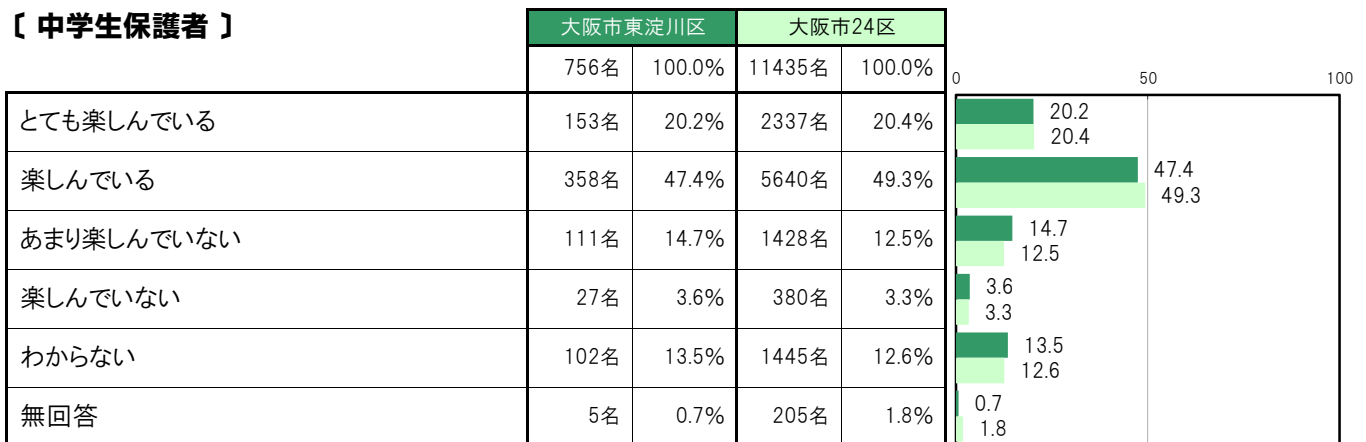 〔 中学生保護者 〕
大阪市東淀川区 大阪市24区
756名 100.0% 11435名 100.0%
0 50 100
とても楽しんでいる 153名 20.2% 2337名 20.4% 20.2
20.4
楽しんでいる 358名 47.4% 5640名 49.3% 47.4
49.3
あまり楽しんでいない 111名 14.7% 1428名 12.5% 14.7
12.5
楽しんでいない 27名 3.6% 380名 3.3% 3.6
3.3
わからない 102名 13.5% 1445名 12.6% 13.5
12.6
無回答 5名 0.7% 205名 1.8% 0.7
1.8